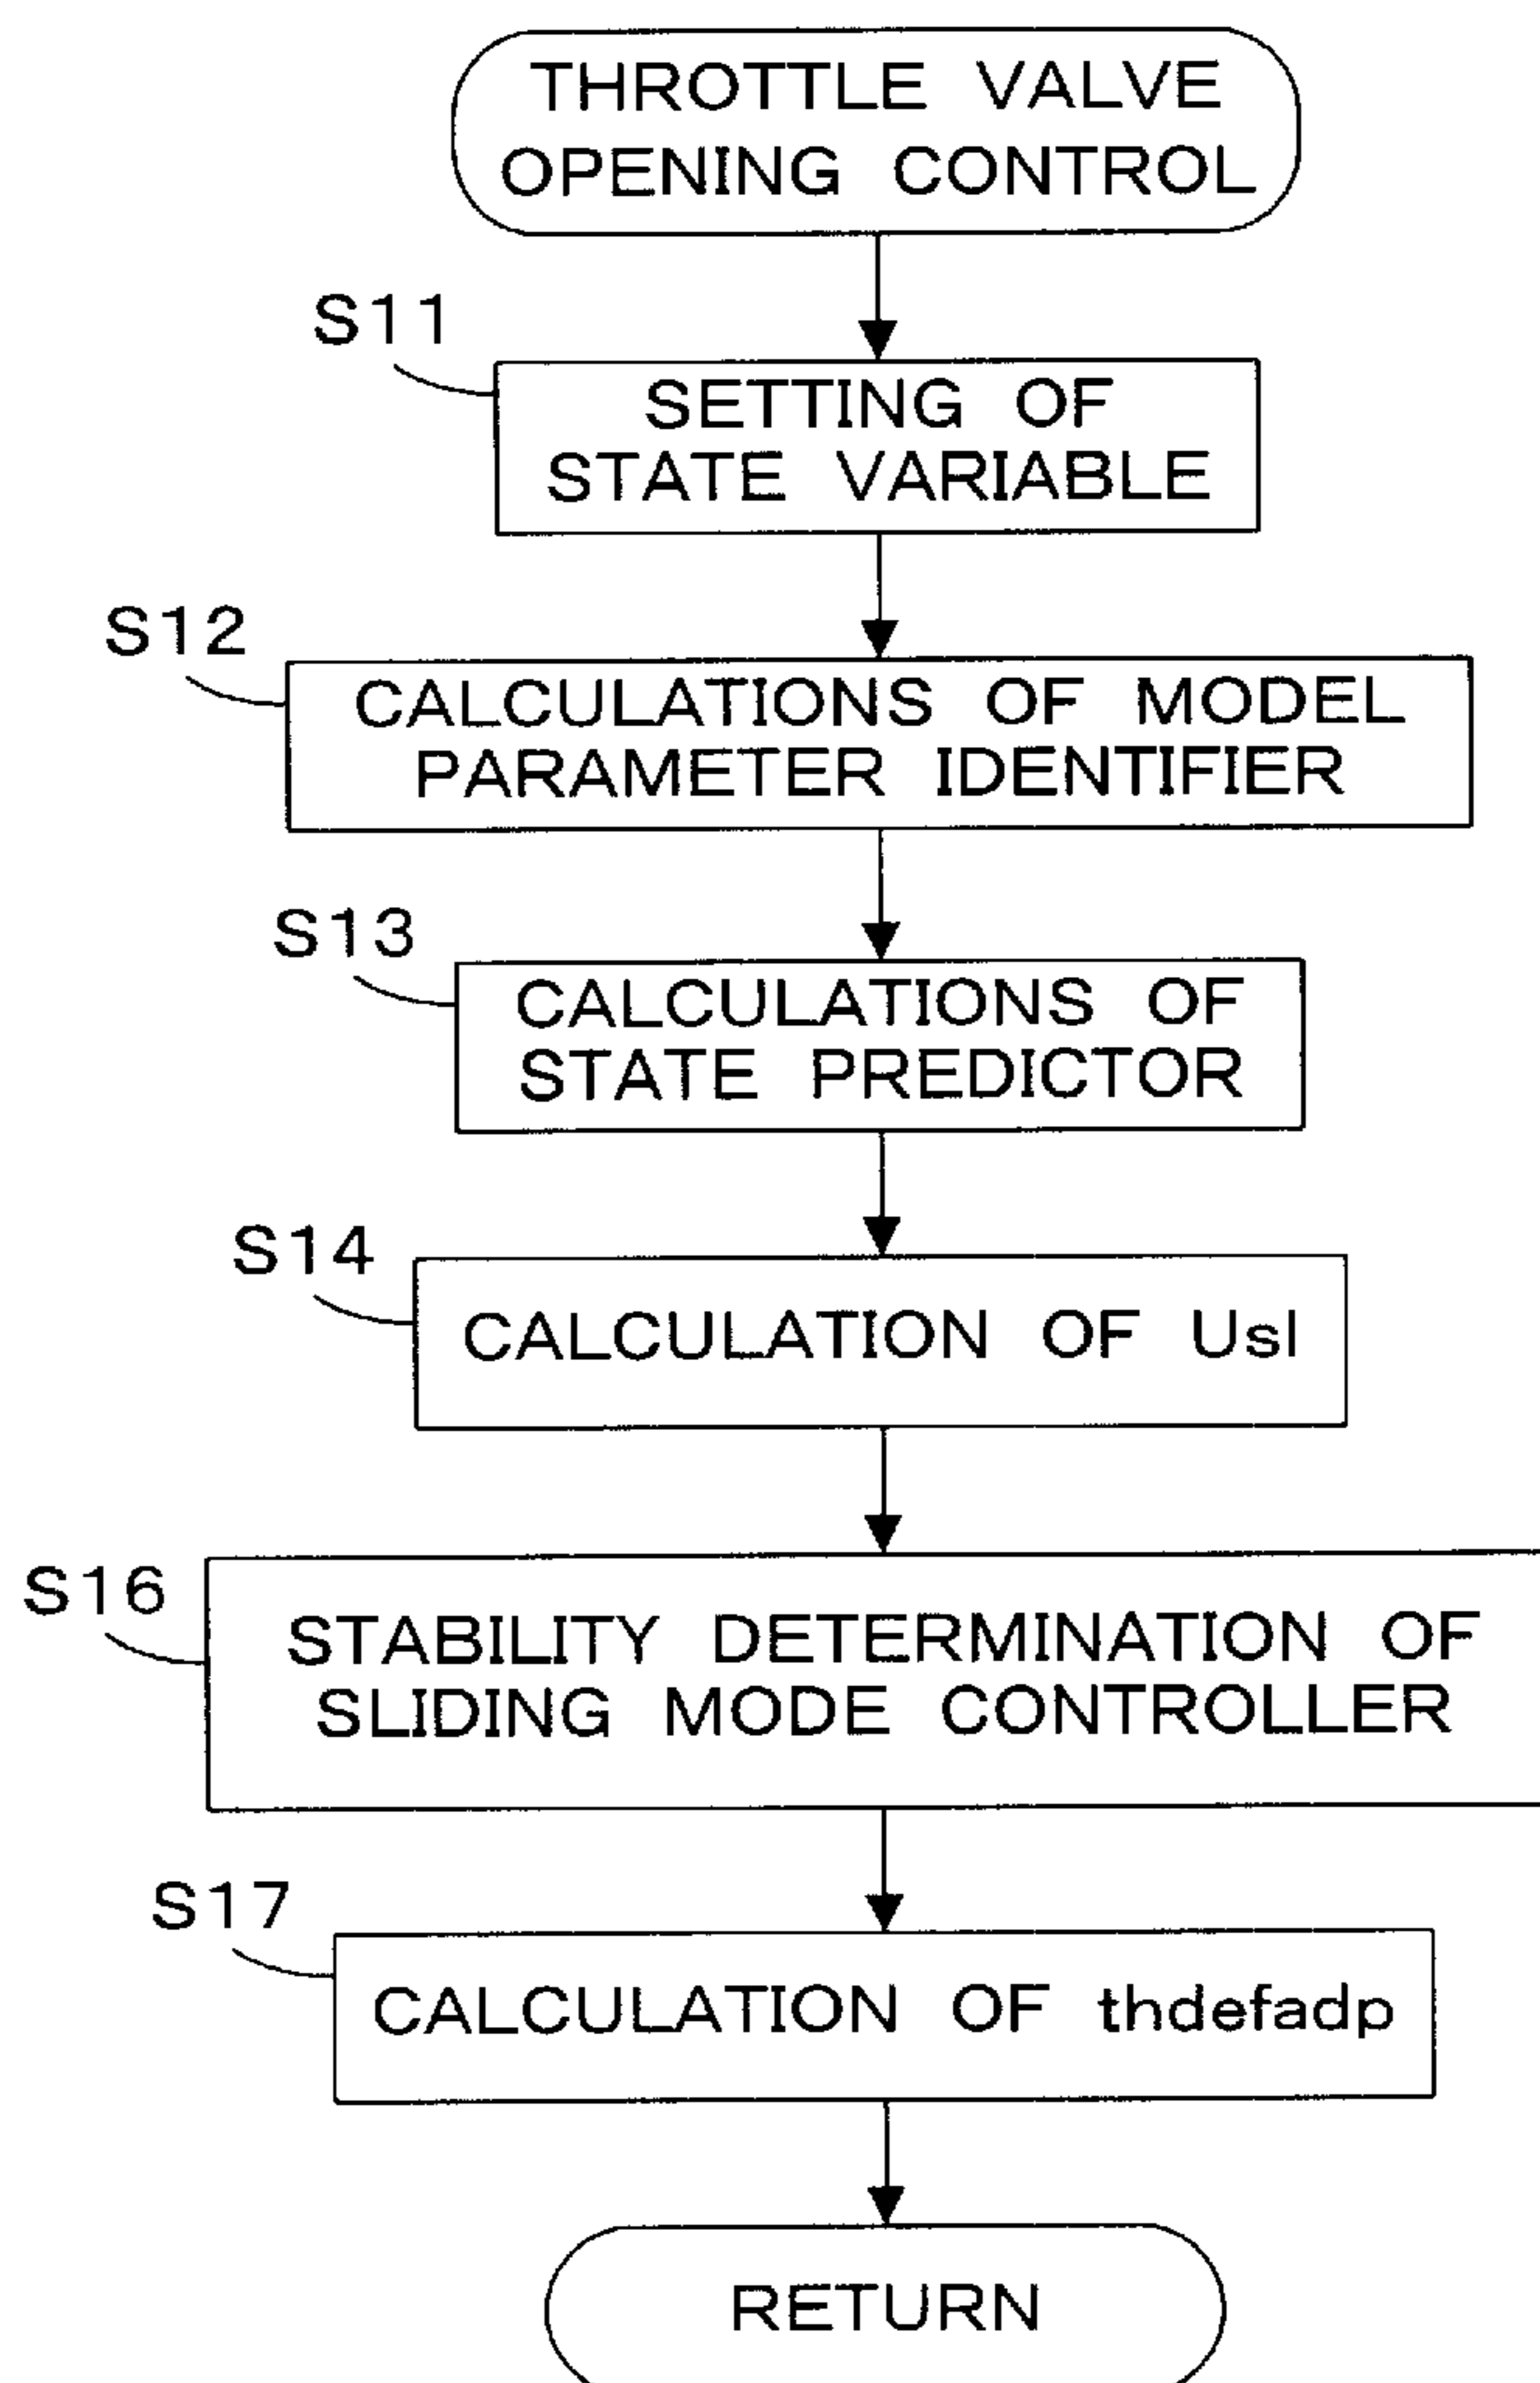 THROTTLE VALVE
OPENING CONTROL
S11
SETTING OF
STATE VARIABLE
S12
CALCULATIONS OF MODEL
PARAMETER IDENTIFIER
S13
CALCULATIONS OF
STATE PREDICTOR
S14
CALCULATION OF Usl
S16
STABILITY DETERMINATION OF
SLIDING MODE CONTROLLER
S17
CALCULATION OF thdefadp
RETURN